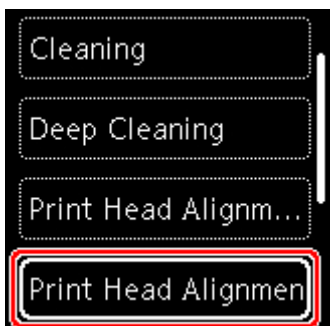 Cleaning
Deep Cleaning
Print Head Alignm...
Print Head Alignmen